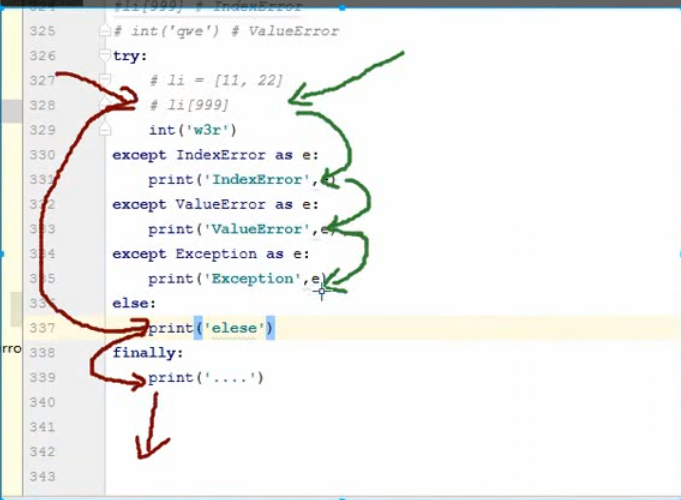 324 #li[999] # IndexError
325 # int('qwe') # ValueError
326 try:
327 # li = [11, 22]
328 # li[999]
329 int('w3r')
330 except IndexError as e:
331 print('IndexError',e)
332 except ValueError as e:
333 print('ValueError',e)
334 except Exception as e:
335 print('Exception',e)
336 else:
337 print('elese')
rro 338 finally:
339 print('....')
340
341
342
343